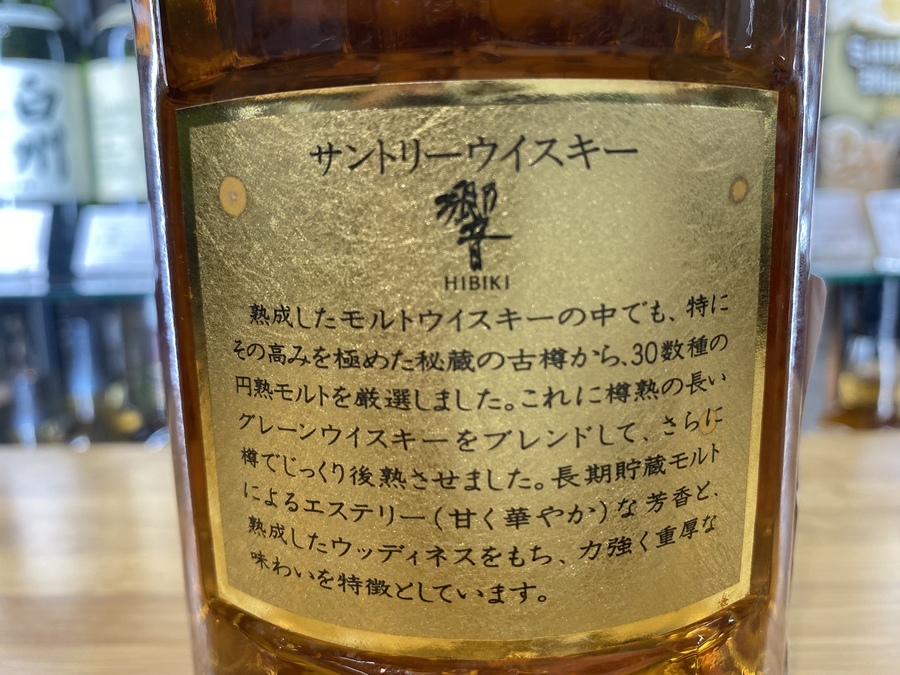 サントリーウイスキー
響
HIBIKI
熟成したモルトウイスキーの中でも、特に
その高みを極めた秘蔵の古樽から、30数種の
円熟モルトを厳選しました。これに樽熟の長い
グレーンウイスキーをブレンドして、さらに
樽でじっくり後熟させました。長期貯蔵モルト
によるエステリー(甘く華やか)な芳香と、
熟成したウッディネスをもち、力強く重厚な
味わいを特徴としています。
白州